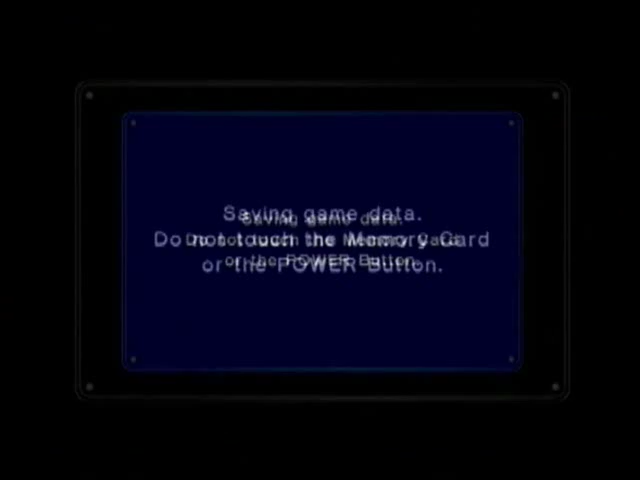 Saving game data.
Do not touch the Memory Card
or the POWER Button.